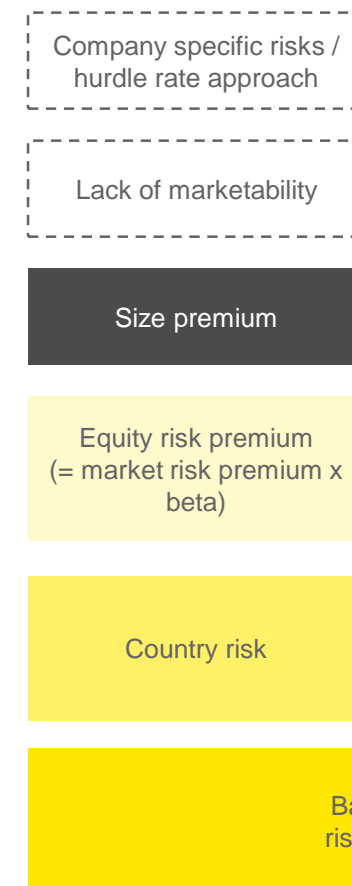 Company specific risks /
hurdle rate approach
Lack of marketability
Size premium
Equity risk premium
(= market risk premium x
beta)
Country risk